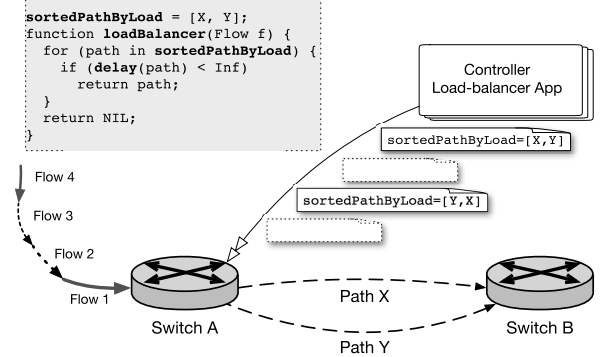 sortedPathByLoad = [X, Y];
function loadBalancer(Flow f) {
for (path in sortedPathByLoad) {
if (delay(path) < Inf)
return path;
}
return NIL;
}
Controller
Load-balancer App
sortedPathByLoad=[X,Y]
sortedPathByLoad=[Y,X]
Flow 4
Flow 3
Flow 2
Flow 1
Path X
Switch A
Switch B
Path Y